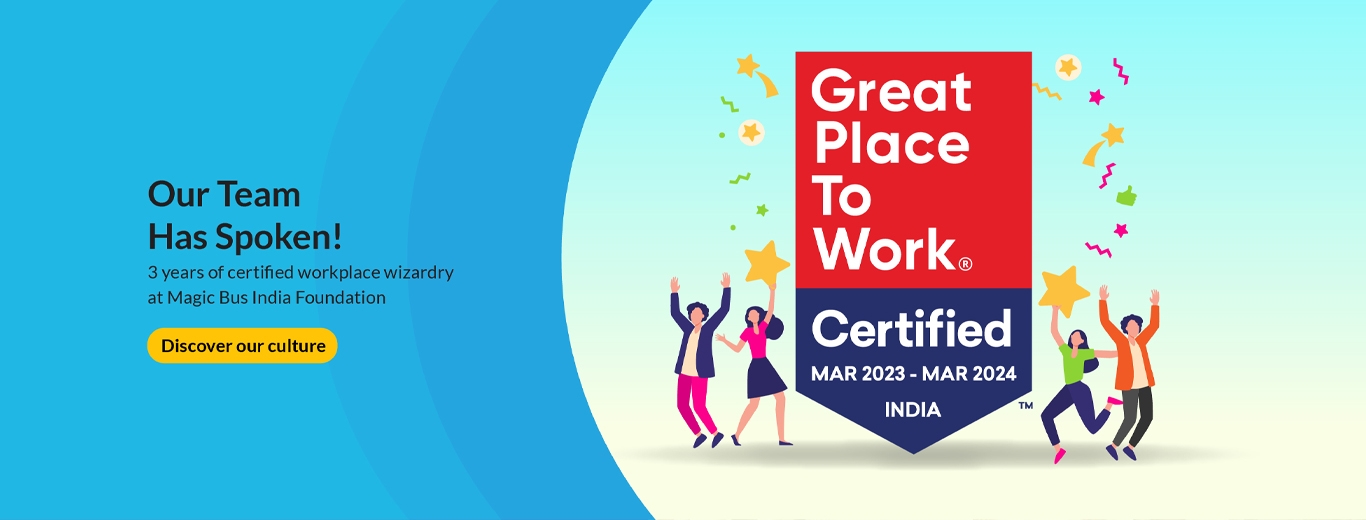 Our Team
Has Spoken!
3 years of certified workplace wizardry
at Magic Bus India Foundation
Discover our culture
Great
Place
To
Work®
Certified
MAR 2023 - MAR 2024
INDIA
™